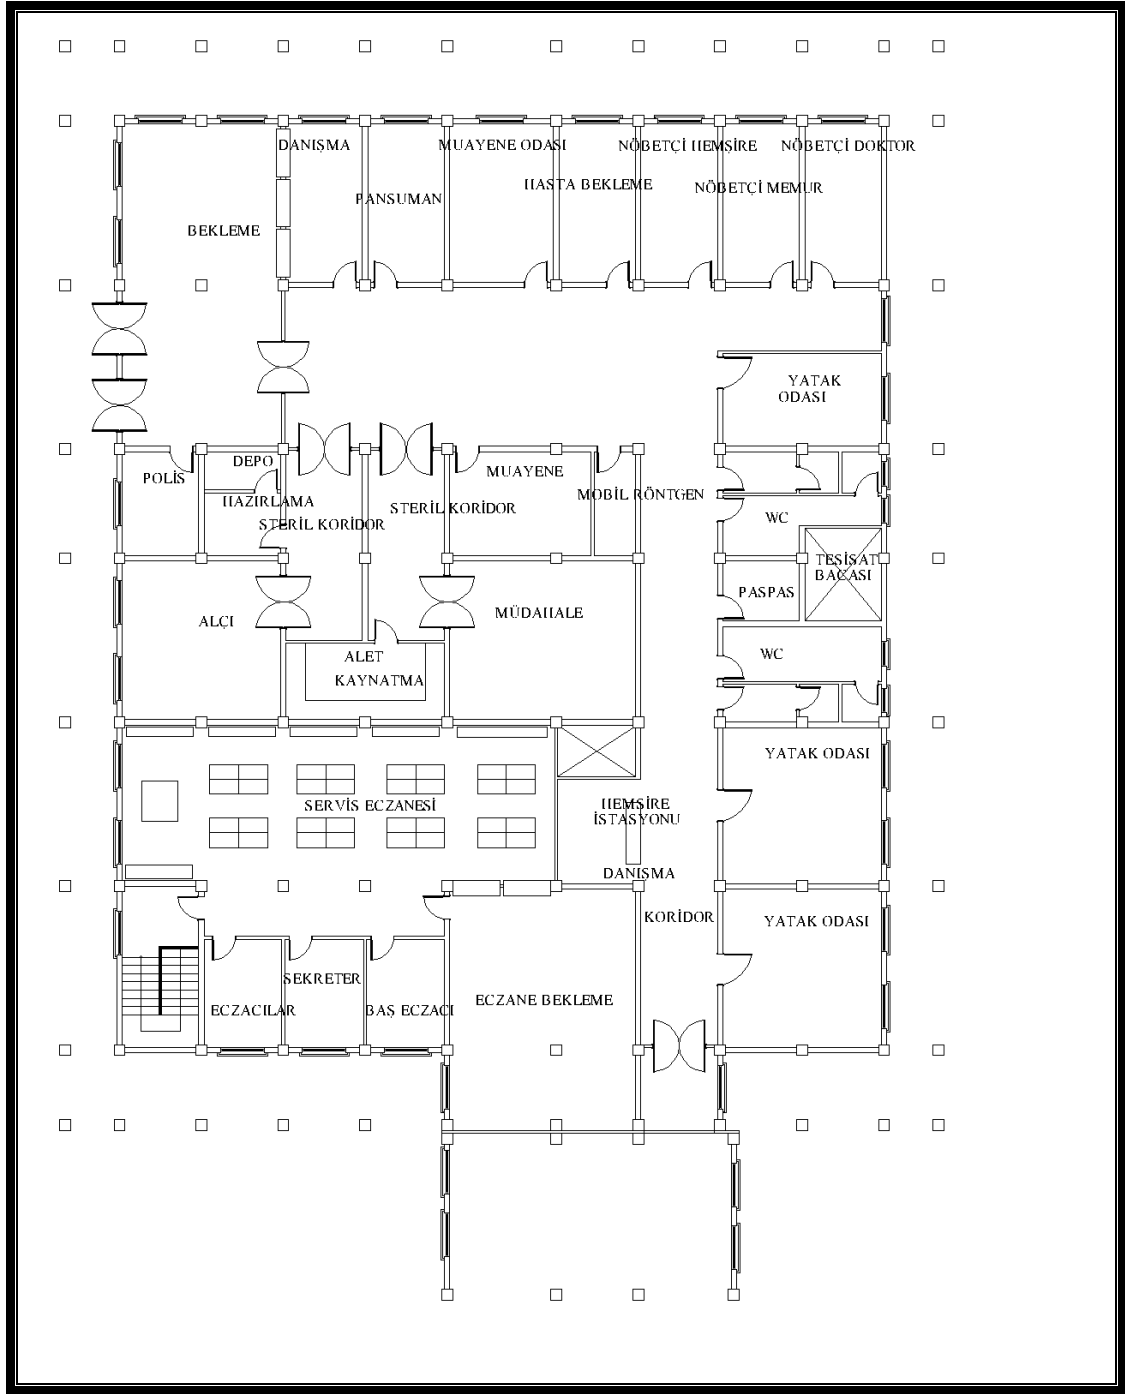 DANIŞMA
MUAYENE ODASI
NÖBETÇİ HEMŞİRE
NÖBETÇİ DOKTOR
PANSUMAN
HASTA BEKLEME
NÖBETÇİ MEMUR
BEKLEME
YATAK
ODASI
POLİS
DEPO
HAZIRLAMA
STERİL KORİDOR
STERİL KORİDOR
MUAYENE
MOBİL RÖNTGEN
WC
TESİSAT
BACASI
PASPAS
ALÇI
MÜDAHALE
ALET
KAYNATMA
WC
YATAK ODASI
SERVİS ECZANESİ
HEMŞİRE
İSTASYONU
DANIŞMA
KORİDOR
YATAK ODASI
ECZACILAR
SEKRETER
BAŞ ECZACI
ECZANE BEKLEME